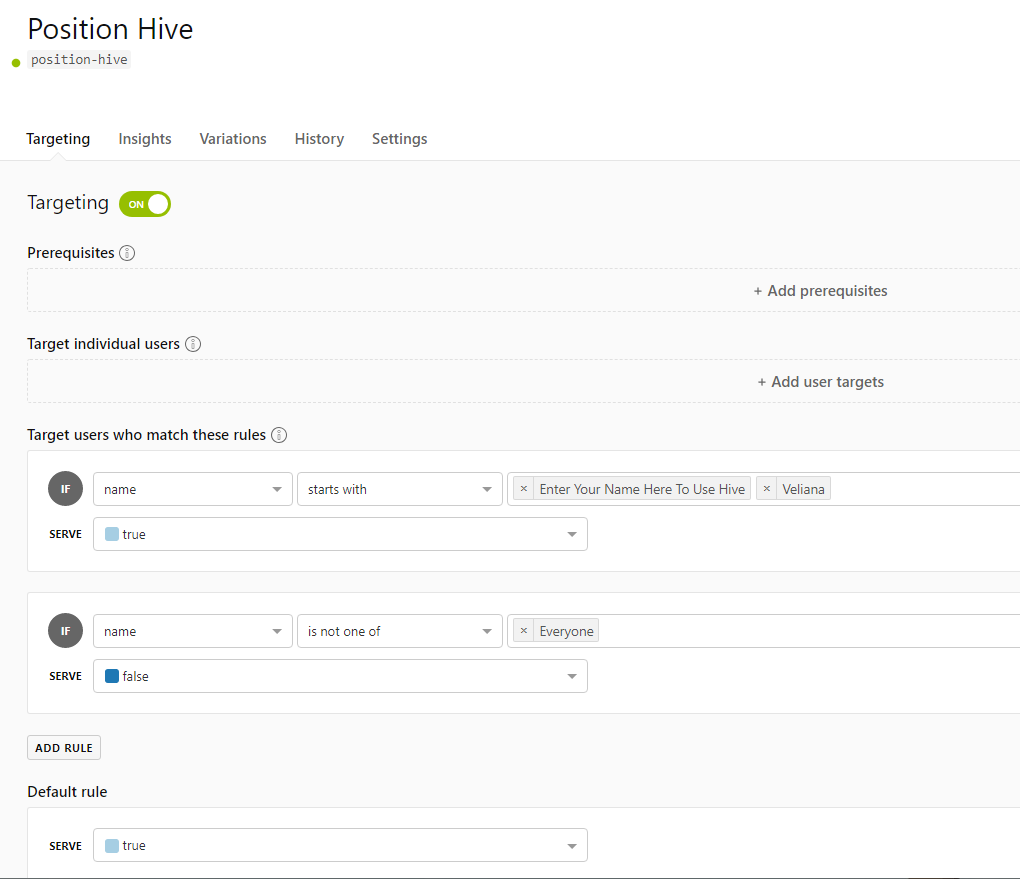 Position Hive
position-hive
Targeting Insights Variations History Settings
Targeting ON
Prerequisites
+ Add prerequisites
Target individual users
+ Add user targets
Target users who match these rules
IF name starts with × Enter Your Name Here To Use Hive × Veliana
SERVE true
IF name is not one of × Everyone
SERVE false
ADD RULE
Default rule
SERVE true